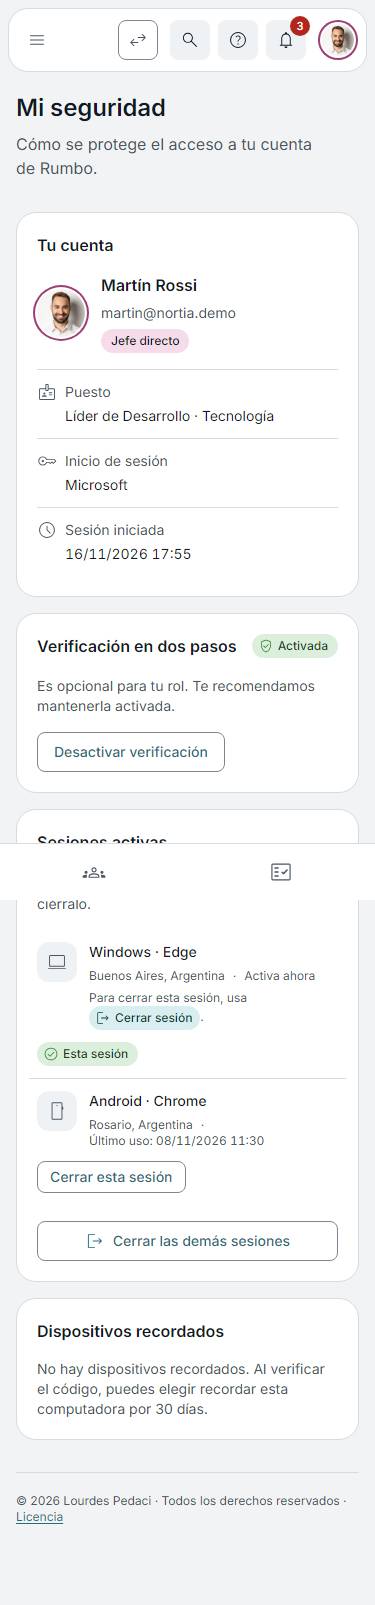 3
Mi seguridad
Cómo se protege el acceso a tu cuenta
de Rumbo.
Tu cuenta
Martín Rossi
martin@nortia.demo
Jefe directo
Puesto
Líder de Desarrollo · Tecnología
Inicio de sesión
Microsoft
Sesión iniciada
16/11/2026 17:55
Verificación en dos pasos
Activada
Es opcional para tu rol. Te recomendamos
mantenerla activada.
Desactivar verificación
Sesiones activas
ciérralo.
Windows · Edge
Buenos Aires, Argentina · Activa ahora
Para cerrar esta sesión, usa
Cerrar sesión .
Esta sesión
Android · Chrome
Rosario, Argentina ·
Último uso: 08/11/2026 11:30
Cerrar esta sesión
Cerrar las demás sesiones
Dispositivos recordados
No hay dispositivos recordados. Al verificar
el código, puedes elegir recordar esta
computadora por 30 días.
© 2026 Lourdes Pedaci · Todos los derechos reservados ·
Licencia